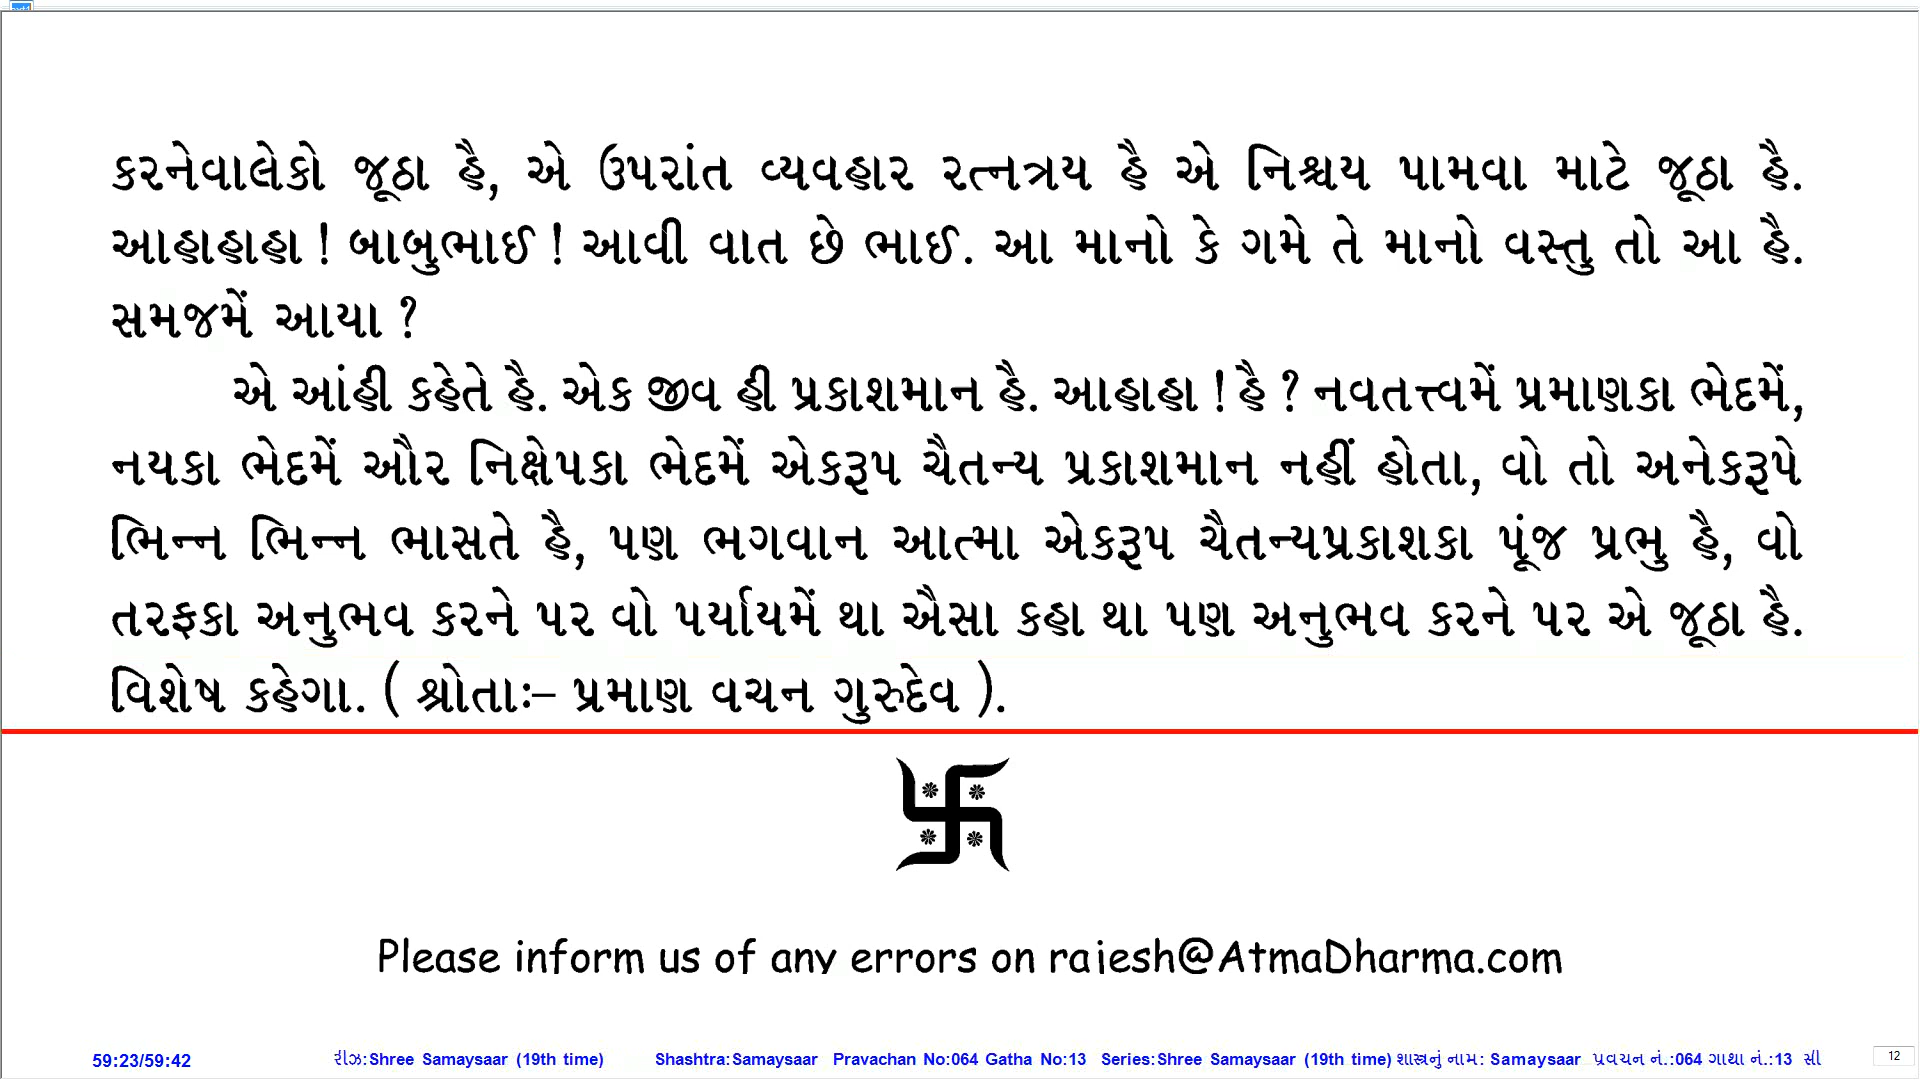 કરનેવાલેકો જૂઠા હૈ, એ ઉપરાંત વ્યવહાર રત્નત્રય હૈ એ નિશ્ચય પામવા માટે જૂઠા હૈ.
આહાહાહા ! બાબુભાઈ ! આવી વાત છે ભાઈ. આ માનો કે ગમે તે માનો વસ્તુ તો આ હૈ.
સમજમેં આયા ?
એ આંહી કહેતે હૈ. એક જીવ હી પ્રકાશમાન હૈ. આહાહા ! હૈ ? નવતત્ત્વમેં પ્રમાણકા ભેદમેં,
નયકા ભેદમેં ઔર નિક્ષેપકા ભેદમેં એકરૂપ ચૈતન્ય પ્રકાશમાન નહીં હોતા, વો તો અનેકરૂપે
ભિન્ન ભિન્ન ભાસતે હૈ, પણ ભગવાન આત્મા એકરૂપ ચૈતન્યપ્રકાશકા પૂંજ પ્રભુ હૈ, વો
તરફકા અનુભવ કરને પર વો પર્યાયમેં થા ઐસા કહા થા પણ અનુભવ કરને પર એ જૂઠા હૈ.
વિશેષ કહેગા. ( શ્રોતાઃ– પ્રમાણ વચન ગુરુદેવ ).
Please inform us of any errors on rajesh@AtmaDharma.com
59:23/59:42 રીઝ:Shree Samaysaar (19th time) Shashtra:Samaysaar Pravachan No:064 Gatha No:13 Series:Shree Samaysaar (19th time) શાસ્ત્રનું નામ: Samaysaar પ્રવચન નં.:064 ગાથા નં.:13 સી 12